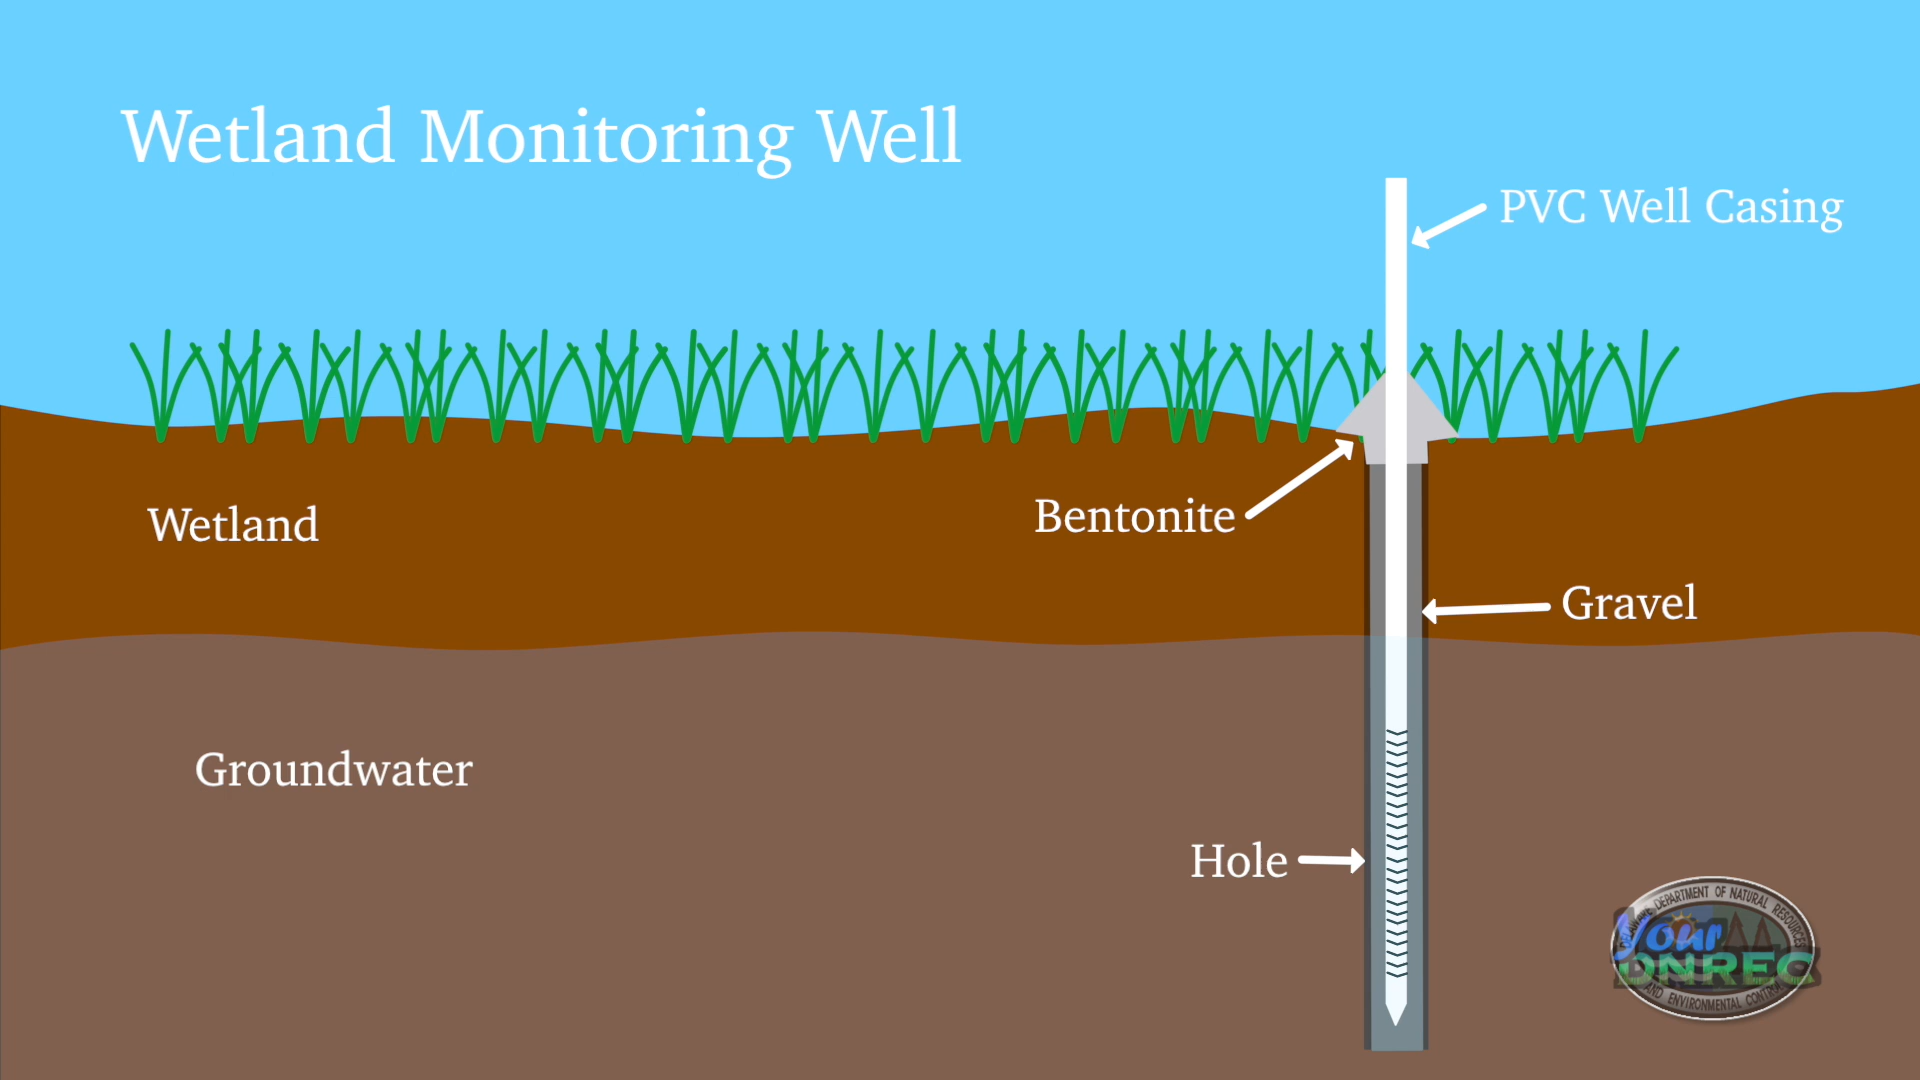 Wetland Monitoring Well
PVC Well Casing
Wetland
Bentonite
Gravel
Groundwater
Hole
DELAWARE DEPARTMENT OF NATURAL RESOURCES
Your
DNREC
AND ENVIRONMENTAL CONTROL